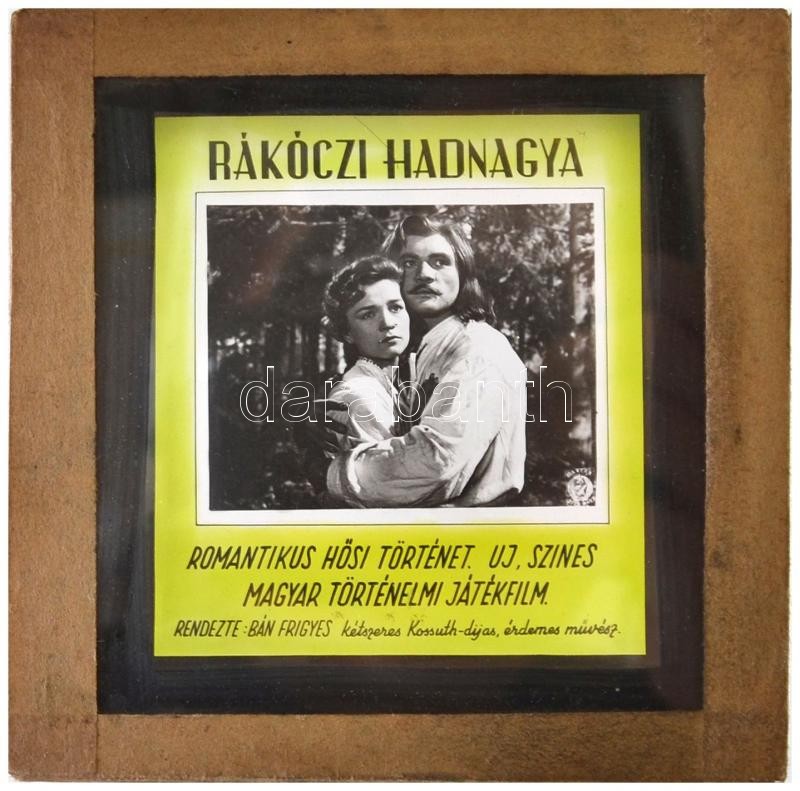 RÁKÓCZI HADNAGYA
darabanth
ROMANTIKUS HŐSI TÖRTÉNET. UJ, SZINES
MAGYAR TÖRTÉNELMI JÁTÉKFILM.
RENDEZTE: BÁN FRIGYES kétszeres Kossuth-díjas, érdemes művész.